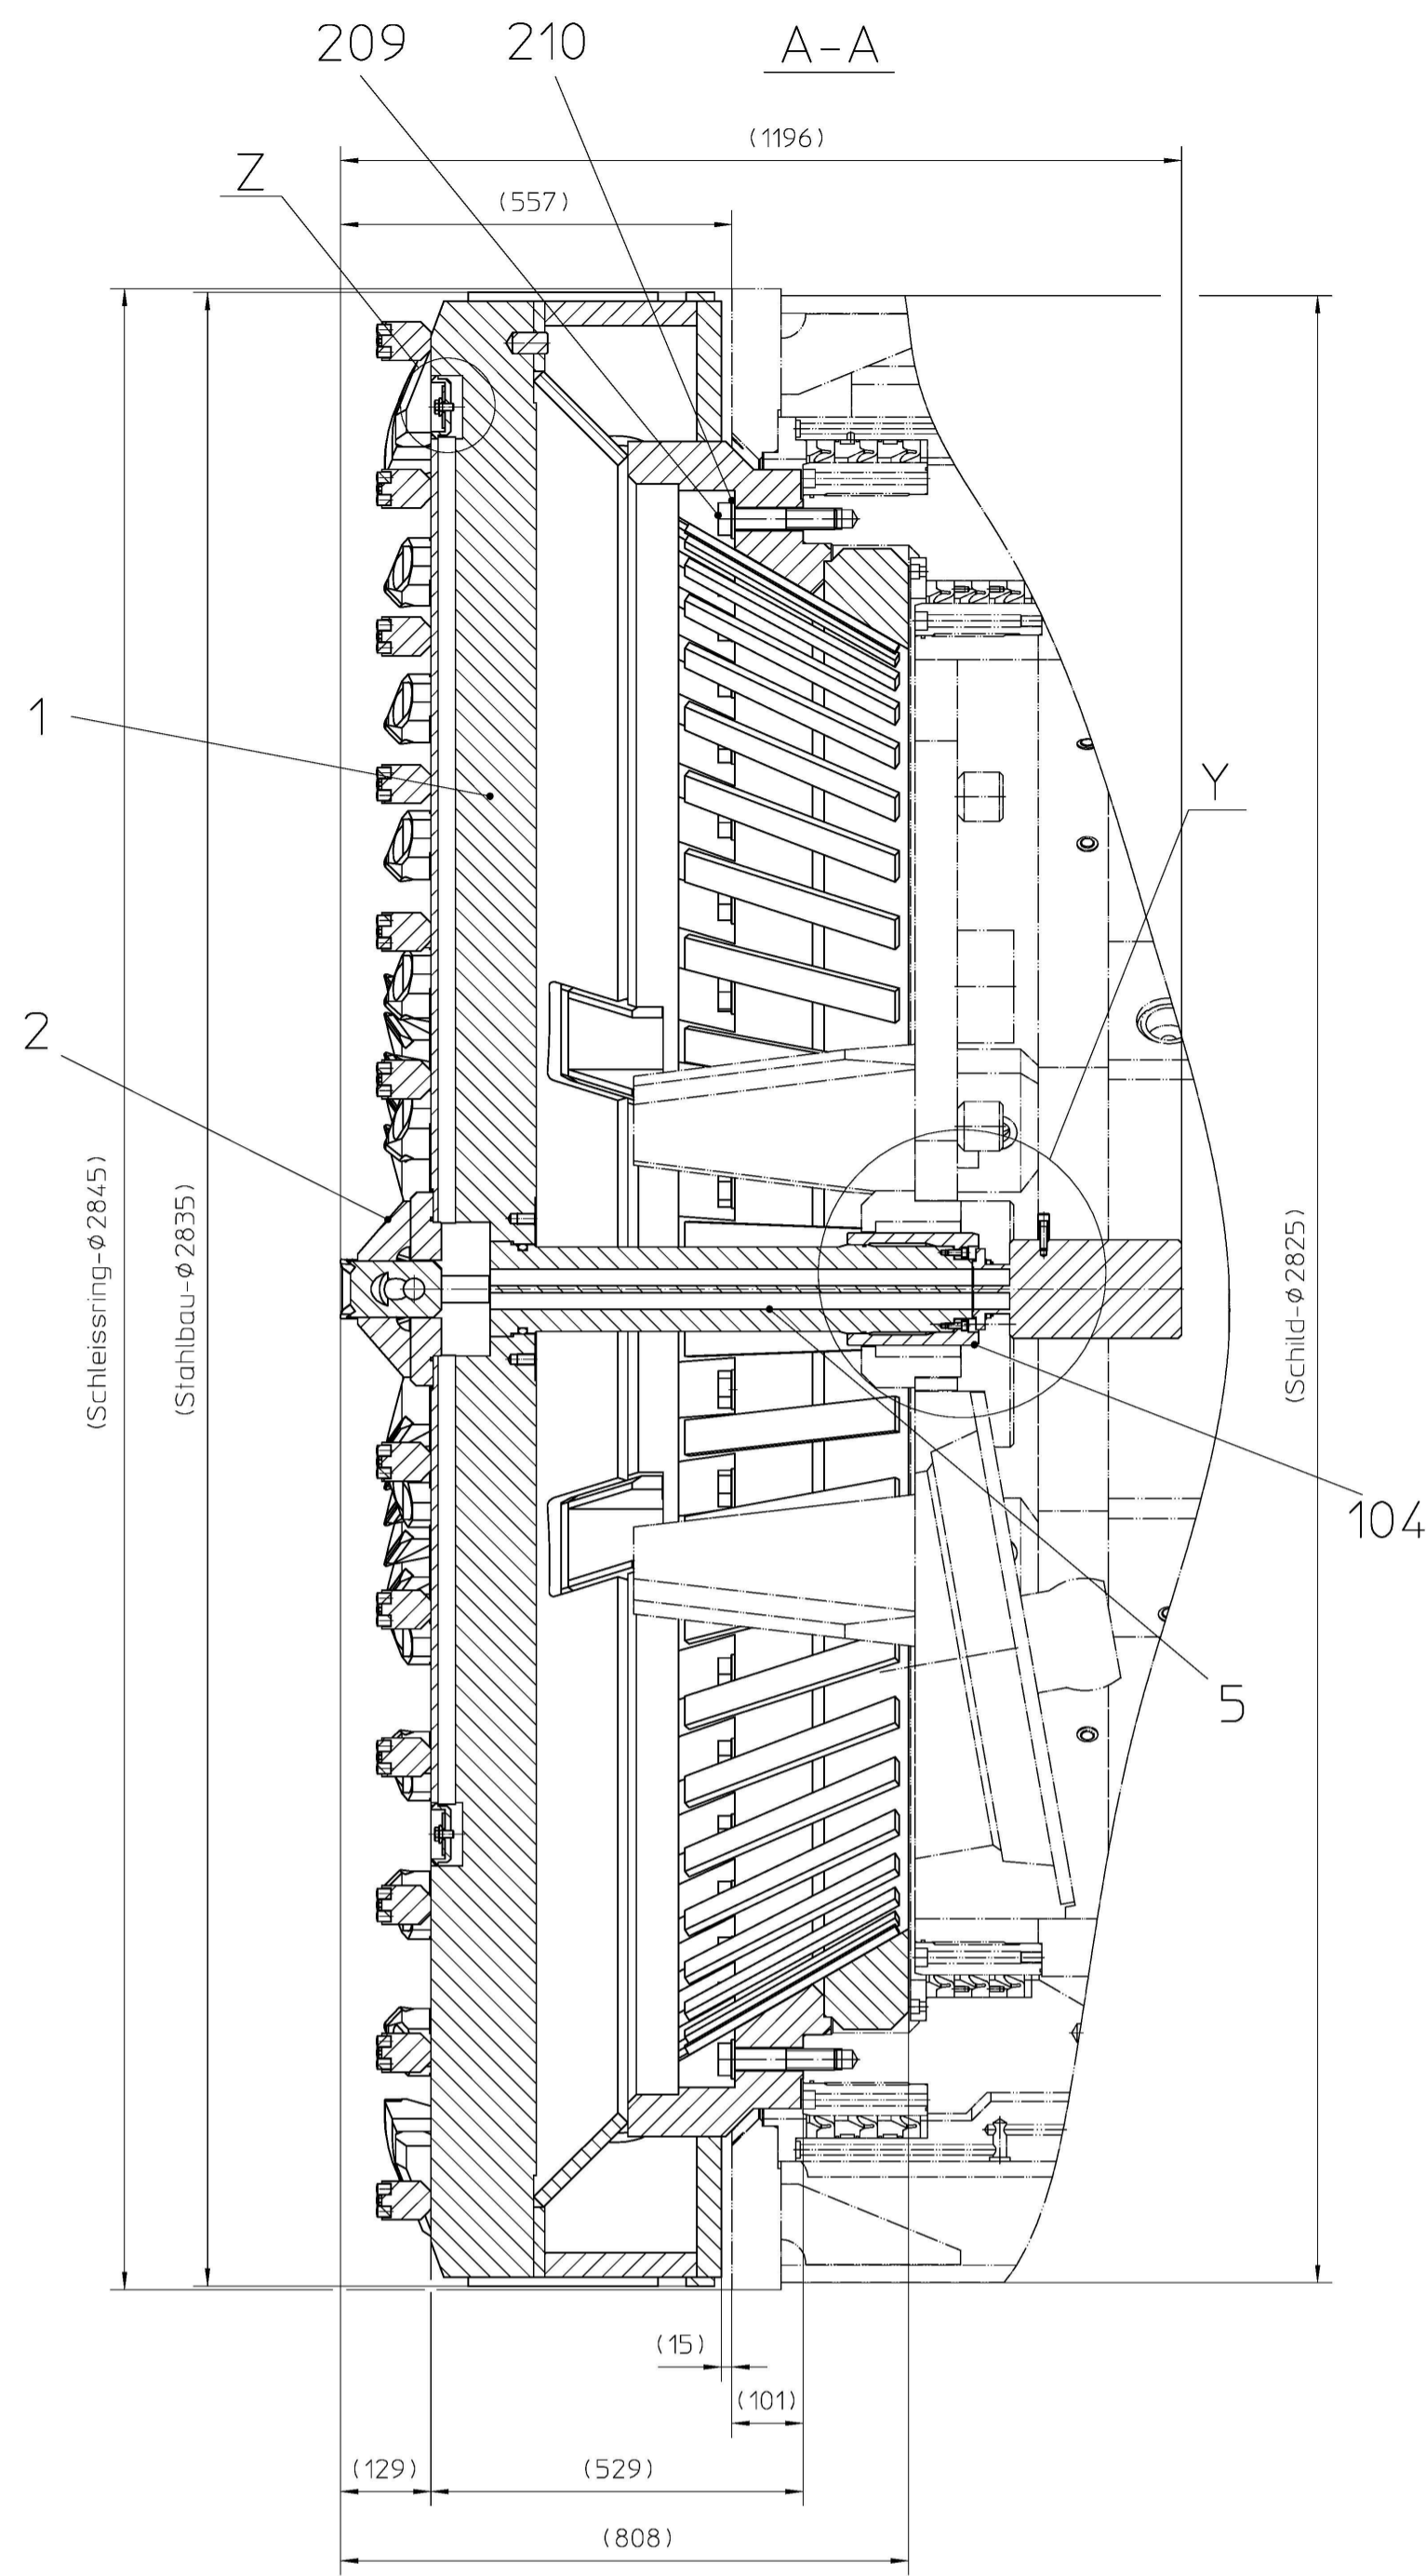 209
210
A-A
(1196)
Z
(557)
1
Y
2
(Schleissring-Ø2845)
(Stahlbau-Ø2835)
(Schild-Ø2825)
104
5
(15)
(101)
(129)
(529)
(808)